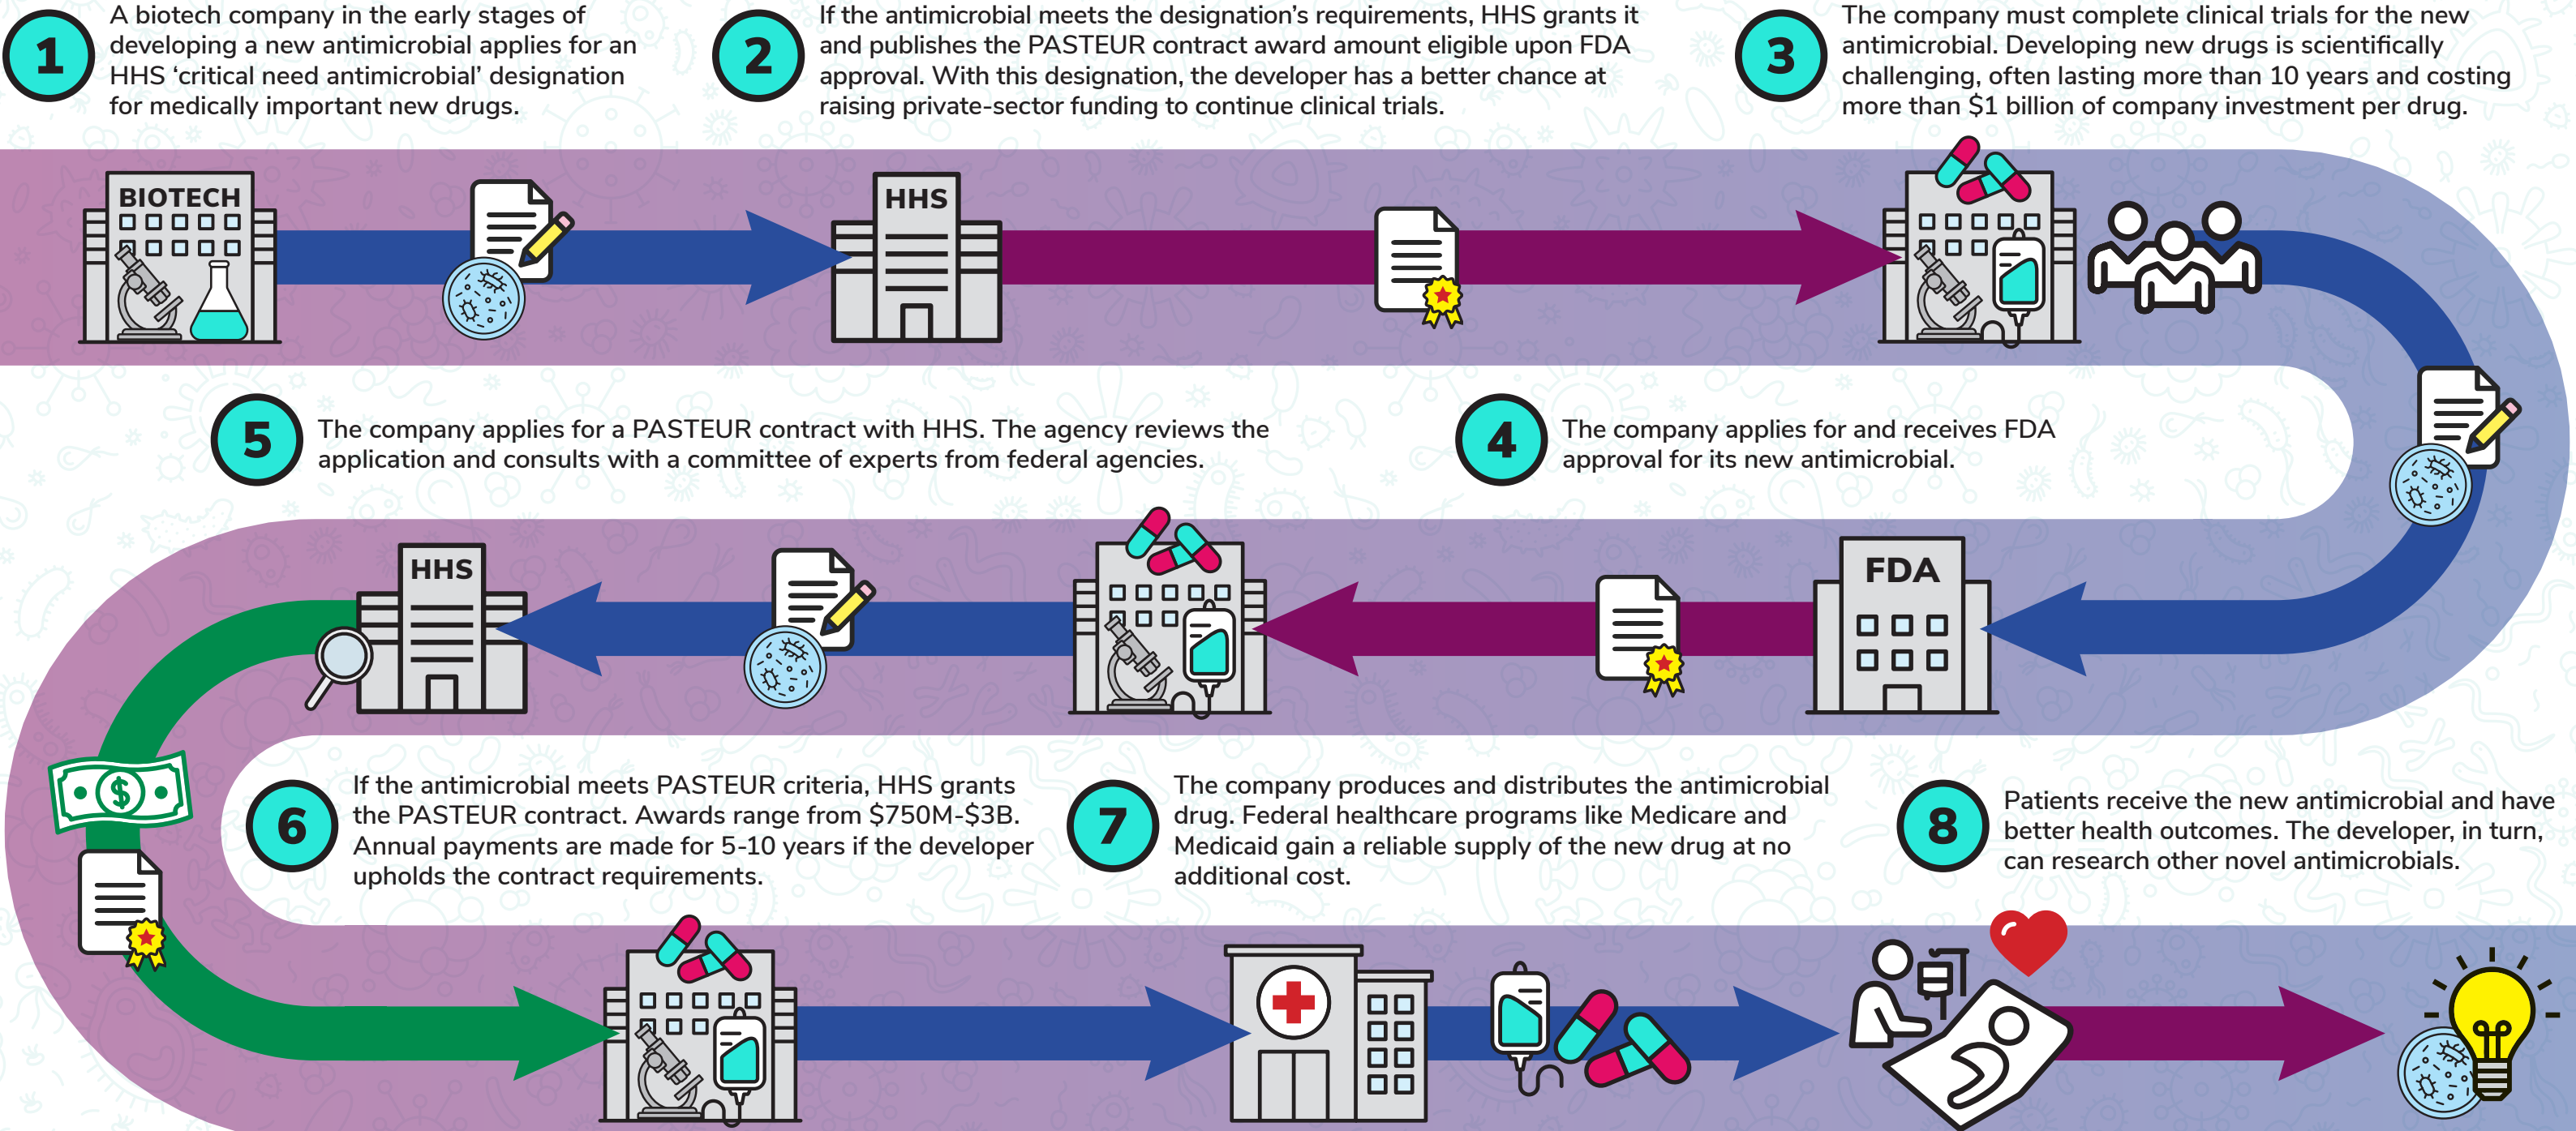 1
A biotech company in the early stages of
developing a new antimicrobial applies for an
HHS ‘critical need antimicrobial’ designation
for medically important new drugs.
2
If the antimicrobial meets the designation’s requirements, HHS grants it
and publishes the PASTEUR contract award amount eligible upon FDA
approval. With this designation, the developer has a better chance at
raising private-sector funding to continue clinical trials.
3
The company must complete clinical trials for the new
antimicrobial. Developing new drugs is scientifically
challenging, often lasting more than 10 years and costing
more than $1 billion of company investment per drug.
BIOTECH
HHS
4
The company applies for and receives FDA
approval for its new antimicrobial.
FDA
5
The company applies for a PASTEUR contract with HHS. The agency reviews the
application and consults with a committee of experts from federal agencies.
HHS
$
6
If the antimicrobial meets PASTEUR criteria, HHS grants
the PASTEUR contract. Awards range from $750M-$3B.
Annual payments are made for 5-10 years if the developer
upholds the contract requirements.
7
The company produces and distributes the antimicrobial
drug. Federal healthcare programs like Medicare and
Medicaid gain a reliable supply of the new drug at no
additional cost.
8
Patients receive the new antimicrobial and have
better health outcomes. The developer, in turn,
can research other novel antimicrobials.